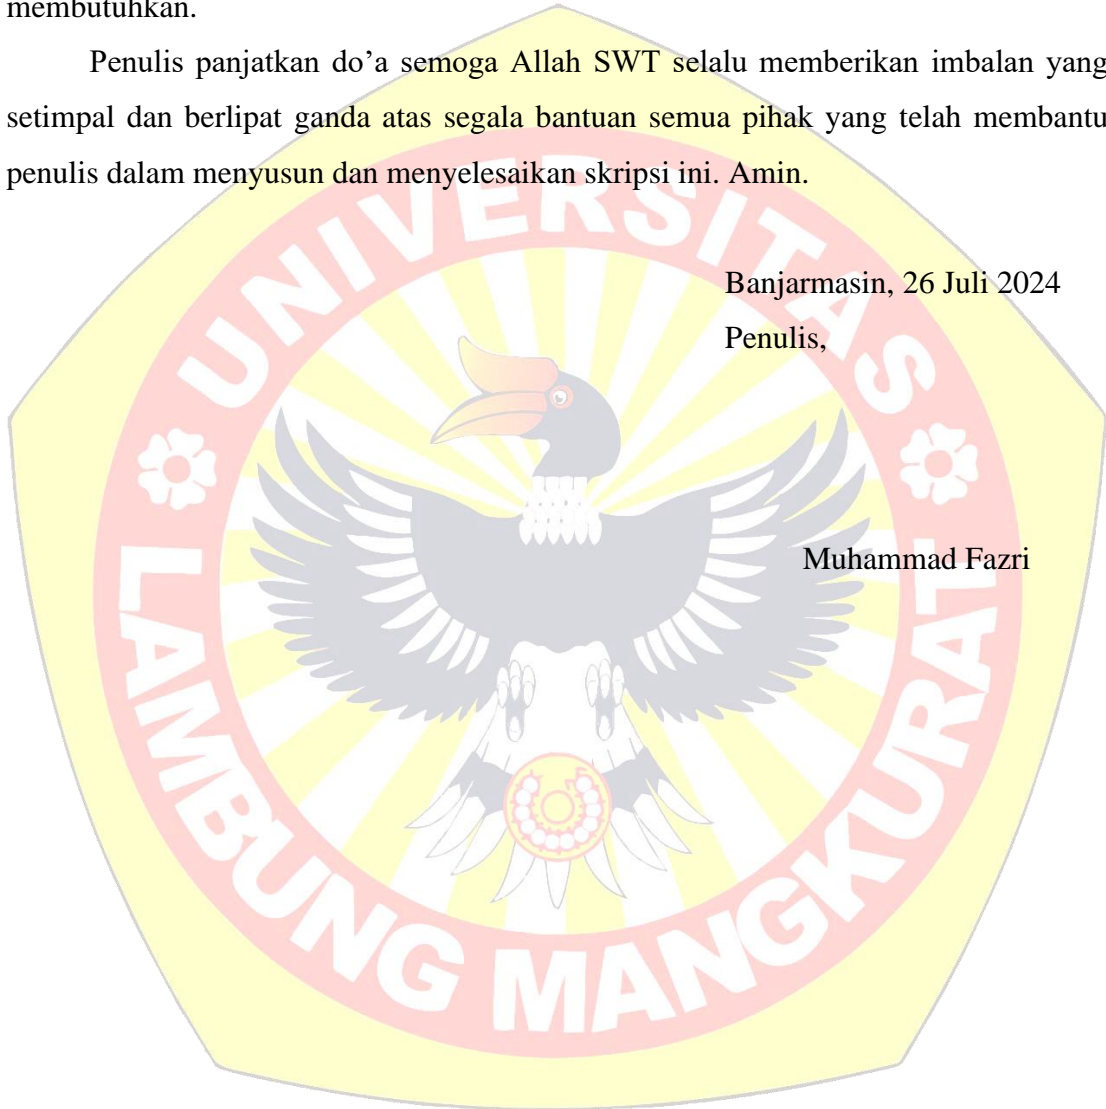 membutuhkan.
Penulis panjatkan do’a semoga Allah SWT selalu memberikan imbalan yang
setimpal dan berlipat ganda atas segala bantuan semua pihak yang telah membantu
penulis dalam menyusun dan menyelesaikan skripsi ini. Amin.
Banjarmasin, 26 Juli 2024
Penulis,
Muhammad Fazri
UNIVERSITAS
LAMBUNG MANGKURAT